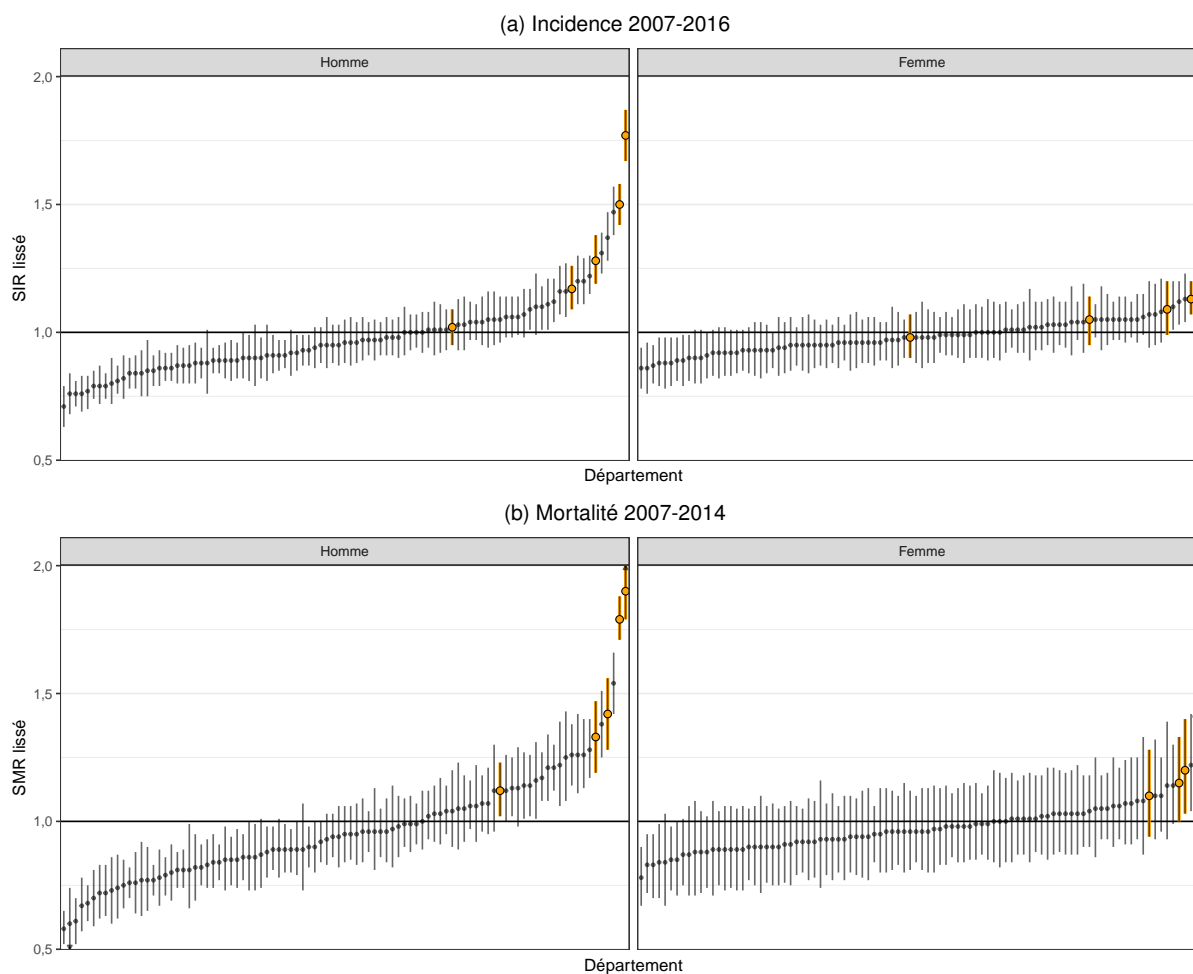 (a) Incidence 2007-2016
Homme
Femme
2,0
1,5
1,0
0,5
SIR lissé
Département
(b) Mortalité 2007-2014
Homme
Femme
2,0
1,5
1,0
0,5
SMR lissé
Département